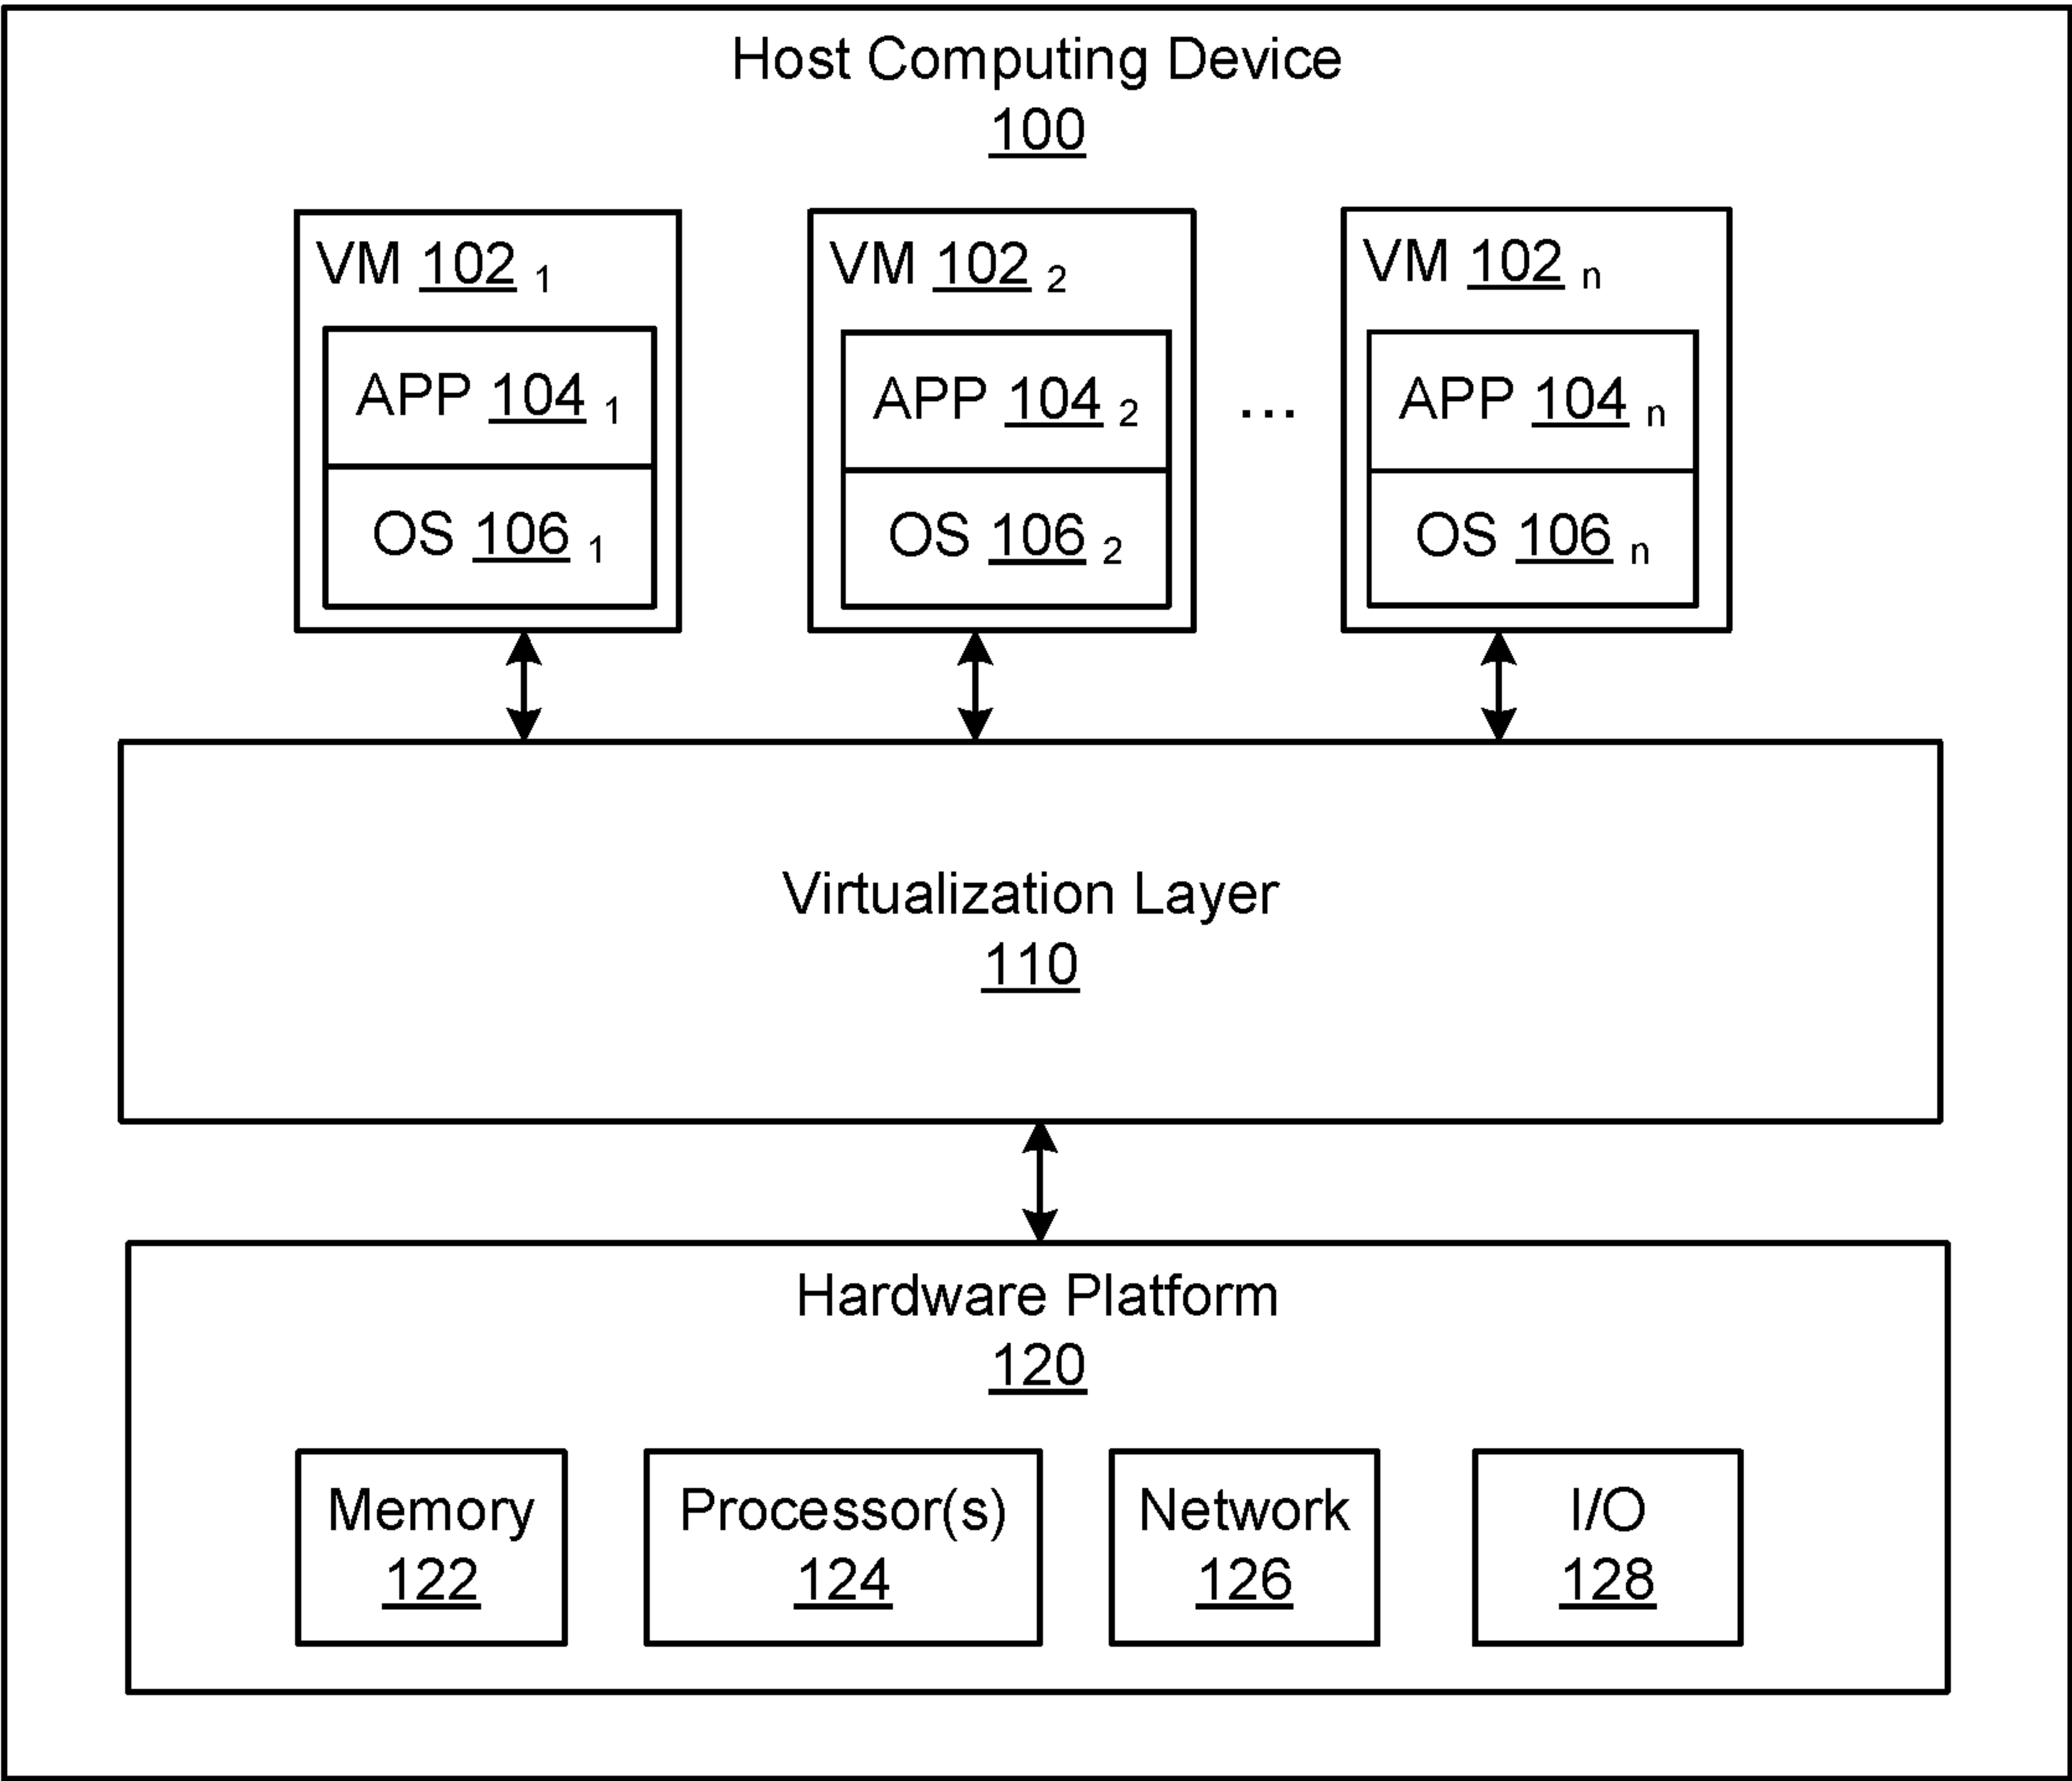 Host Computing Device
100
VM 102 1
VM 102 2
VM 102 n
APP 104 1
APP 104 2
...
APP 104 n
OS 106 1
OS 106 2
OS 106 n
Virtualization Layer
110
Hardware Platform
120
Memory
122
Processor(s)
124
Network
126
I/O
128